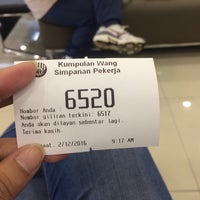 Kumpulan Wang
Simpanan Pekerja
Nombor Anda
6520
Nombor giliran terkini: 6517
Anda akan dilayan sebentar lagi.
Terima kasih.
2/12/2016 9:17 AM